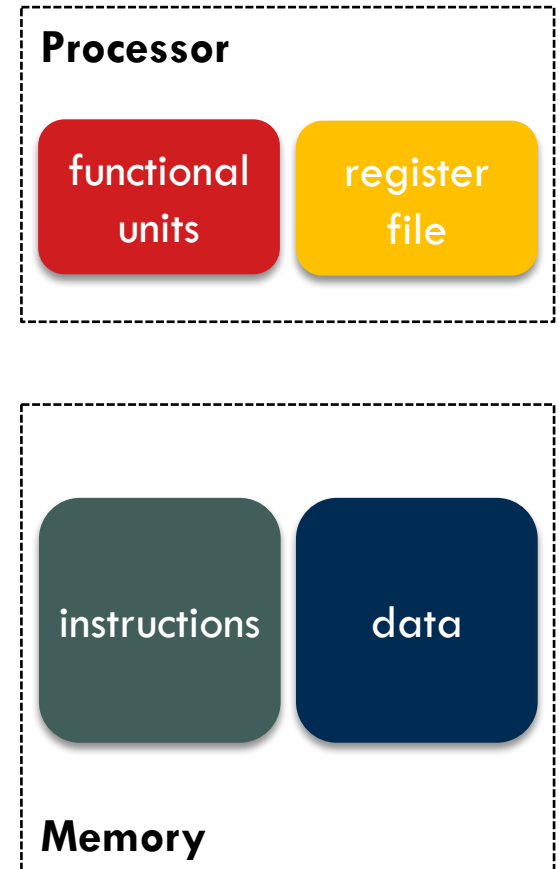 Processor
functional
units
register
file
instructions
data
Memory